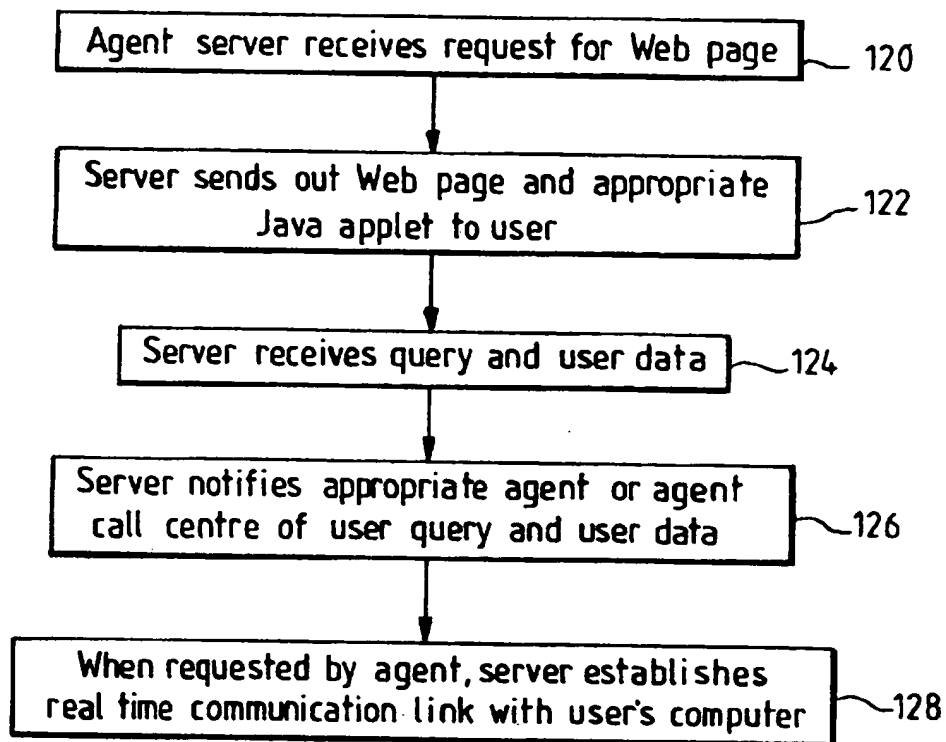 Agent server receives request for Web page
120
Server sends out Web page and appropriate
Java applet to user
122
Server receives query and user data
124
Server notifies appropriate agent or agent
call centre of user query and user data
126
When requested by agent, server establishes
real time communication link with user's computer
128